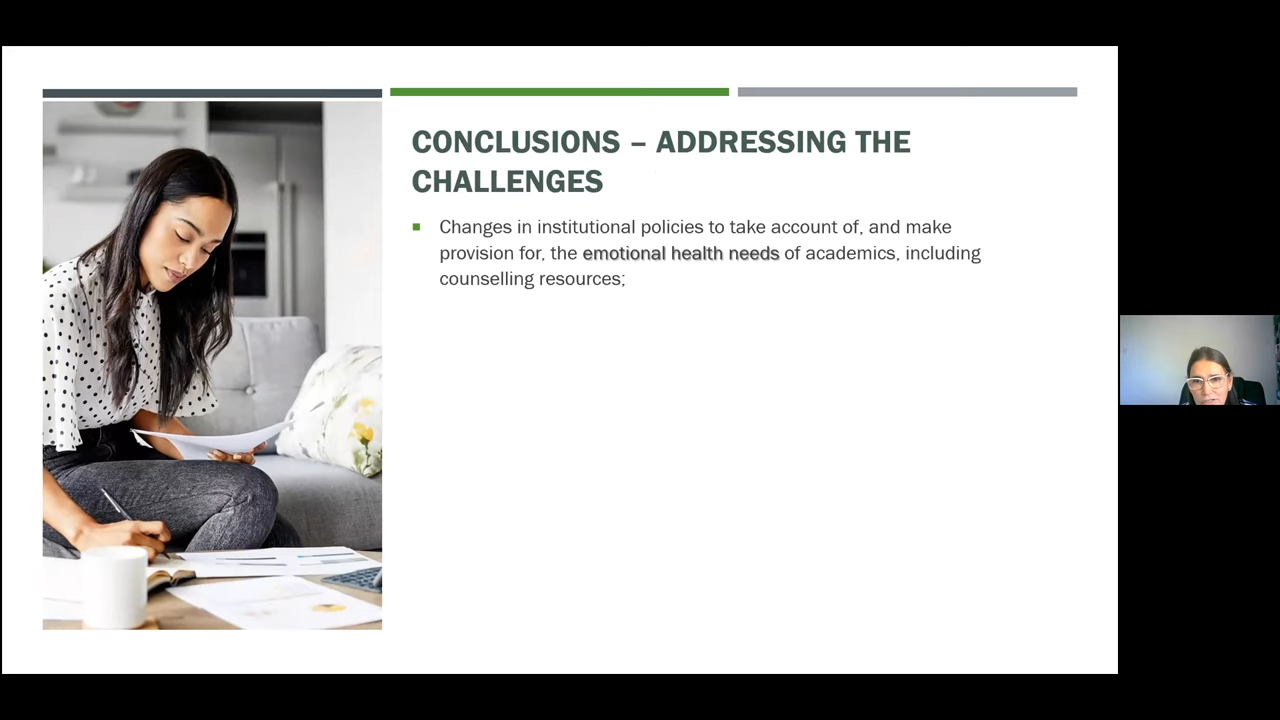 CONCLUSIONS – ADDRESSING THE
CHALLENGES
Changes in institutional policies to take account of, and make
provision for, the emotional health needs of academics, including
counselling resources;